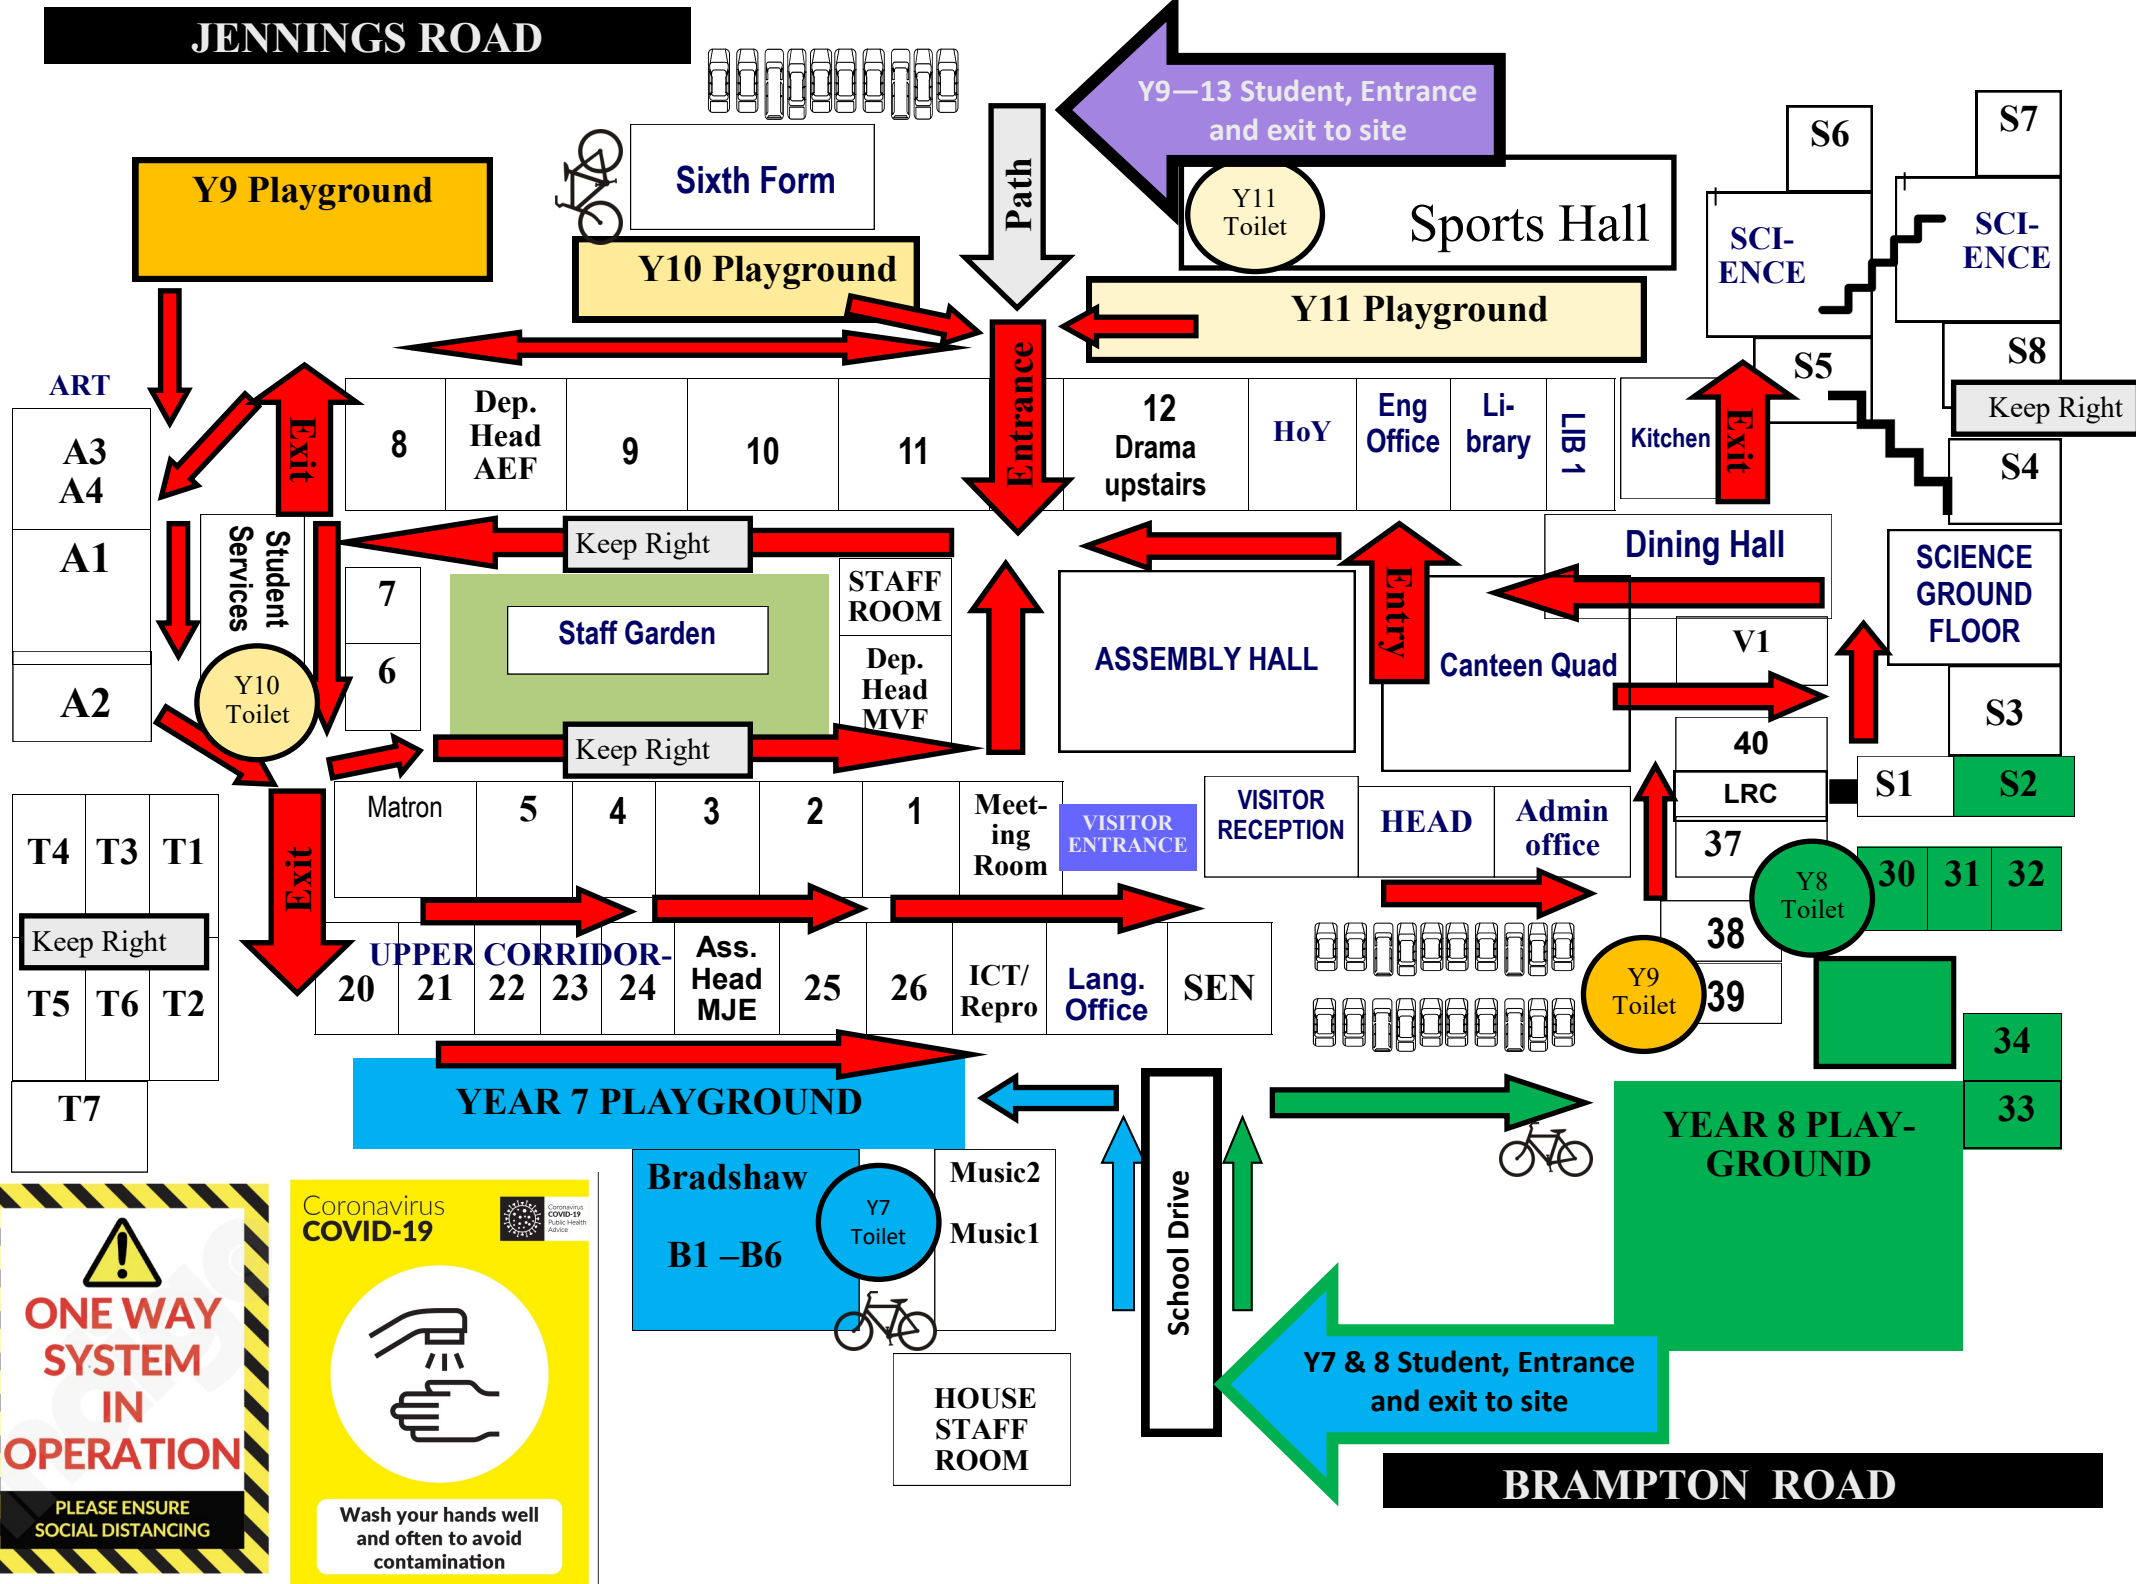 JENNINGS ROAD
Y9—13 Student, Entrance
and exit to site
Path
Sixth Form
Y9 Playground
Y10 Playground
Y11
Toilet
Sports Hall
Y11 Playground
S6
S7
SCI-
ENCE
SCI-
ENCE
S5
S8
Keep Right
S4
ART
A3
A4
A1
A2
Exit
8
Dep.
Head
AEF
9
10
11
Entrance
12
Drama
upstairs
HoY
Eng
Office
Li-
brary
LIB 1
Kitchen
Exit
Student
Services
Keep Right
7
6
Staff Garden
STAFF
ROOM
Dep.
Head
MVF
ASSEMBLY HALL
Entry
Canteen Quad
Dining Hall
V1
SCIENCE
GROUND
FLOOR
S3
Y10
Toilet
Keep Right
40
LRC
37
S1
S2
T4
T3
T1
Keep Right
T5
T6
T2
T7
Exit
Matron
5
4
3
2
1
Meet-
ing
Room
VISITOR
ENTRANCE
VISITOR
RECEPTION
HEAD
Admin
office
Y8
Toilet
30
31
32
38
39
Y9
Toilet
34
33
UPPER CORRIDOR-
20
21
22
23
24
Ass.
Head
MJE
25
26
ICT/
Repro
Lang.
Office
SEN
YEAR 7 PLAYGROUND
YEAR 8 PLAY-
GROUND
Bradshaw
B1 –B6
Y7
Toilet
Music2
Music1
School Drive
HOUSE
STAFF
ROOM
Y7 & 8 Student, Entrance
and exit to site
BRAMPTON ROAD
ONE WAY
SYSTEM
IN
OPERATION
PLEASE ENSURE
SOCIAL DISTANCING
Coronavirus
COVID-19
Coronavirus
COVID-19
Public Health
Advice
Wash your hands well
and often to avoid
contamination